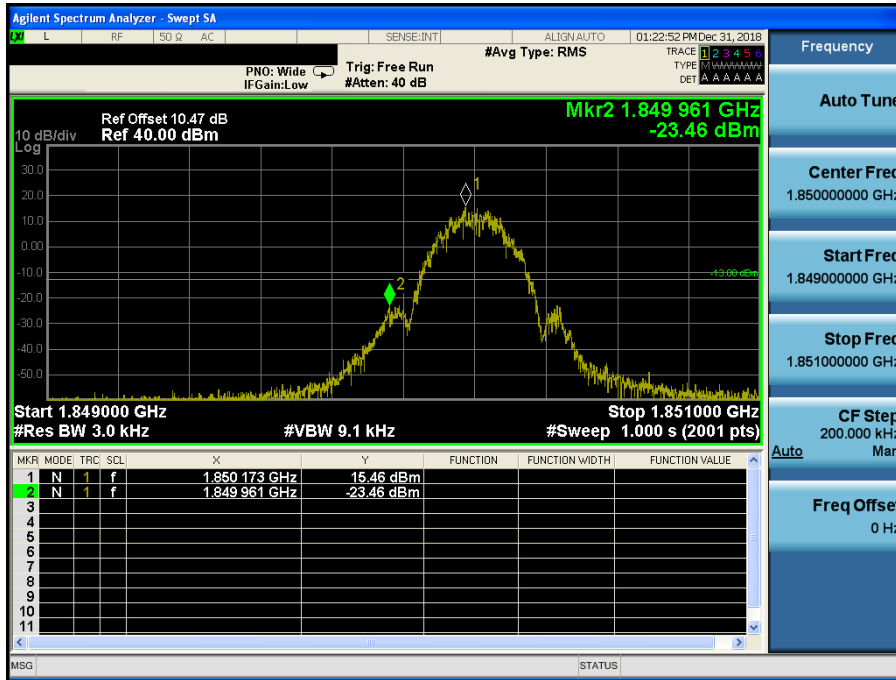 Agilent Spectrum Analyzer - Swept SA
LXI L RF 50 Ω AC SENSE:INT ALIGN AUTO 01:22:52 PM Dec 31, 2018
#Avg Type: RMS TRACE 1 2 3 4 5 6
PNO: Wide Trig: Free Run TYPE M WWWWW
IFGain:Low #Atten: 40 dB DET A A A A A A
Mkr2 1.849 961 GHz
-23.46 dBm
Ref Offset 10.47 dB
10 dB/div Ref 40.00 dBm
Log
30.0
20.0
10.0
0.00
-10.0
-20.0
-30.0
-40.0
-50.0
1
2
-13.00 dBm
Start 1.849000 GHz Stop 1.851000 GHz
#Res BW 3.0 kHz #VBW 9.1 kHz #Sweep 1.000 s (2001 pts)
MKR MODE TRC SCL X Y FUNCTION FUNCTION WIDTH FUNCTION VALUE
1 N 1 f 1.850 173 GHz 15.46 dBm
2 N 1 f 1.849 961 GHz -23.46 dBm
3
4
5
6
7
8
9
10
11
MSG STATUS
Frequency
Auto Tune
Center Freq
1.850000000 GHz
Start Freq
1.849000000 GHz
Stop Freq
1.851000000 GHz
CF Step
200.000 kHz
Auto Man
Freq Offset
0 Hz